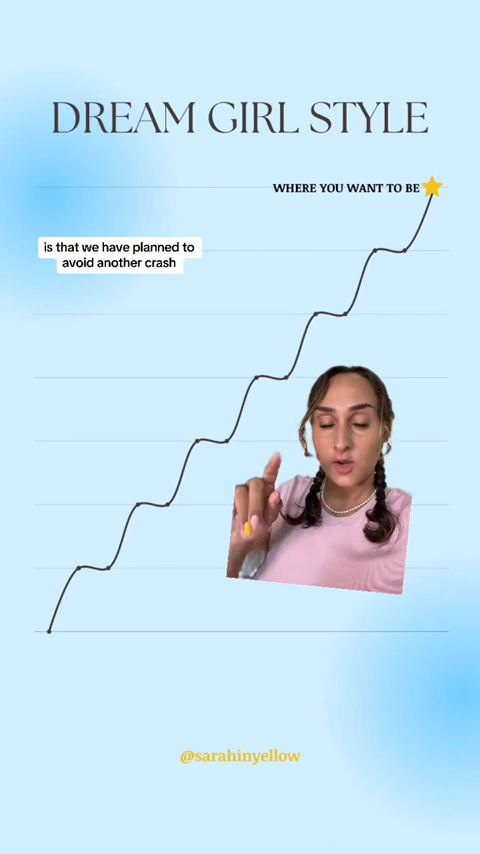 DREAM GIRL STYLE
WHERE YOU WANT TO BE
is that we have planned to
avoid another crash
@sarahinyellow